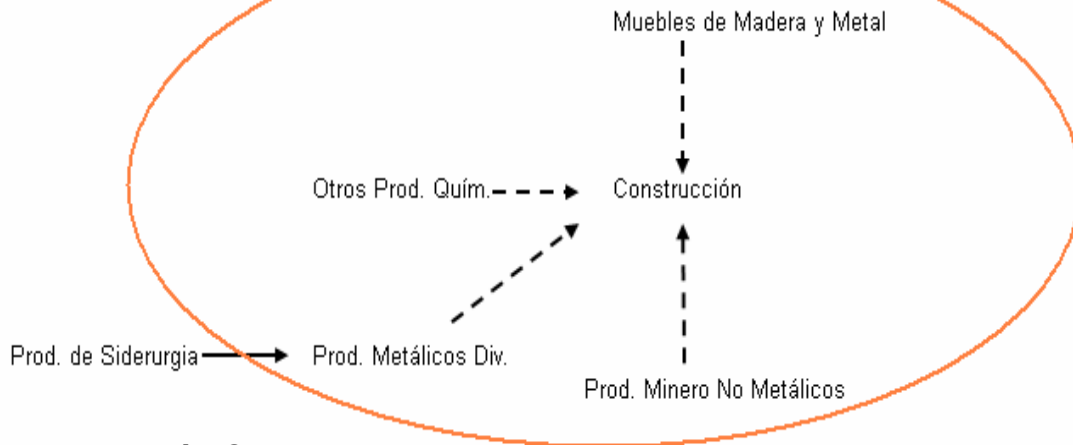 Muebles de Madera y Metal
Otros Prod. Quím.
Construcción
Prod. de Siderurgia
Prod. Metálicos Div.
Prod. Minero No Metálicos